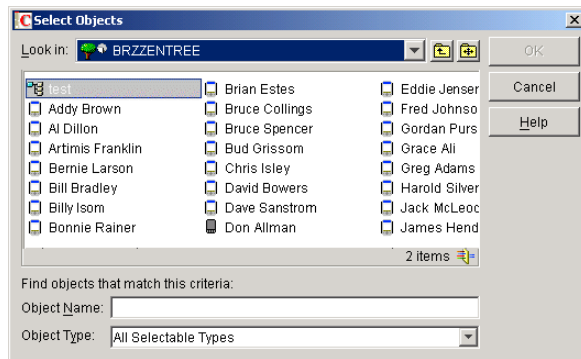 Select Objects
Look in: BRZZENTREE
OK
Cancel
Help
test
Addy Brown
Al Dillon
Artimis Franklin
Bernie Larson
Bill Bradley
Billy Isom
Bonnie Rainer
Brian Estes
Bruce Collings
Bruce Spencer
Bud Grissom
Chris Isley
David Bowers
Dave Sanstrom
Don Allman
Eddie Jenser
Fred Johnso
Gordan Purs
Grace Ali
Greg Adams
Harold Silver
Jack McLeod
James Hend
2 items
Find objects that match this criteria:
Object Name:
Object Type: All Selectable Types